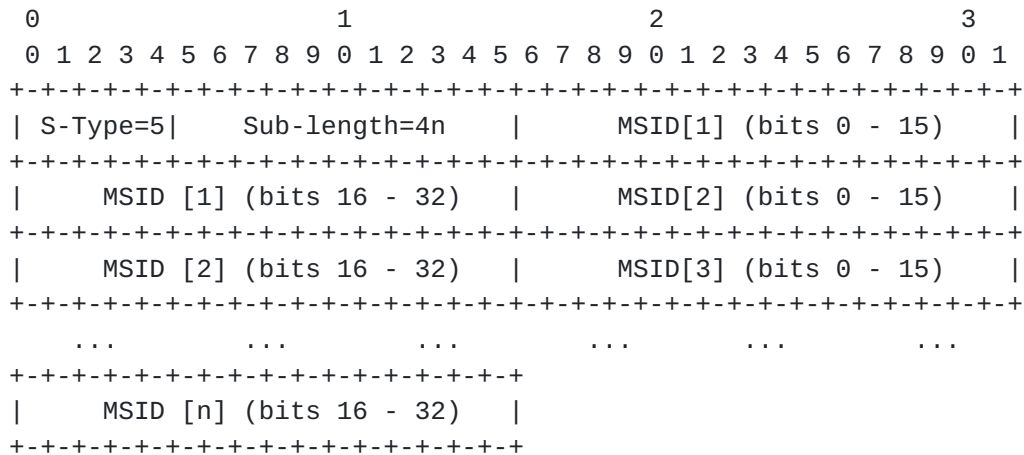 0                   1                   2                   3
 0 1 2 3 4 5 6 7 8 9 0 1 2 3 4 5 6 7 8 9 0 1 2 3 4 5 6 7 8 9 0 1
+-+-+-+-+-+-+-+-+-+-+-+-+-+-+-+-+-+-+-+-+-+-+-+-+-+-+-+-+-+-+-+-+
| S-Type=5|    Sub-length=4n    |      MSID[1] (bits 0 - 15)    |
+-+-+-+-+-+-+-+-+-+-+-+-+-+-+-+-+-+-+-+-+-+-+-+-+-+-+-+-+-+-+-+-+
|     MSID [1] (bits 16 - 32)   |      MSID[2] (bits 0 - 15)    |
+-+-+-+-+-+-+-+-+-+-+-+-+-+-+-+-+-+-+-+-+-+-+-+-+-+-+-+-+-+-+-+-+
|     MSID [2] (bits 16 - 32)   |      MSID[3] (bits 0 - 15)    |
+-+-+-+-+-+-+-+-+-+-+-+-+-+-+-+-+-+-+-+-+-+-+-+-+-+-+-+-+-+-+-+-+
    ...        ...        ...        ...       ...        ...
+-+-+-+-+-+-+-+-+-+-+-+-+-+-+-+-+
|     MSID [n] (bits 16 - 32)   |
+-+-+-+-+-+-+-+-+-+-+-+-+-+-+-+-+